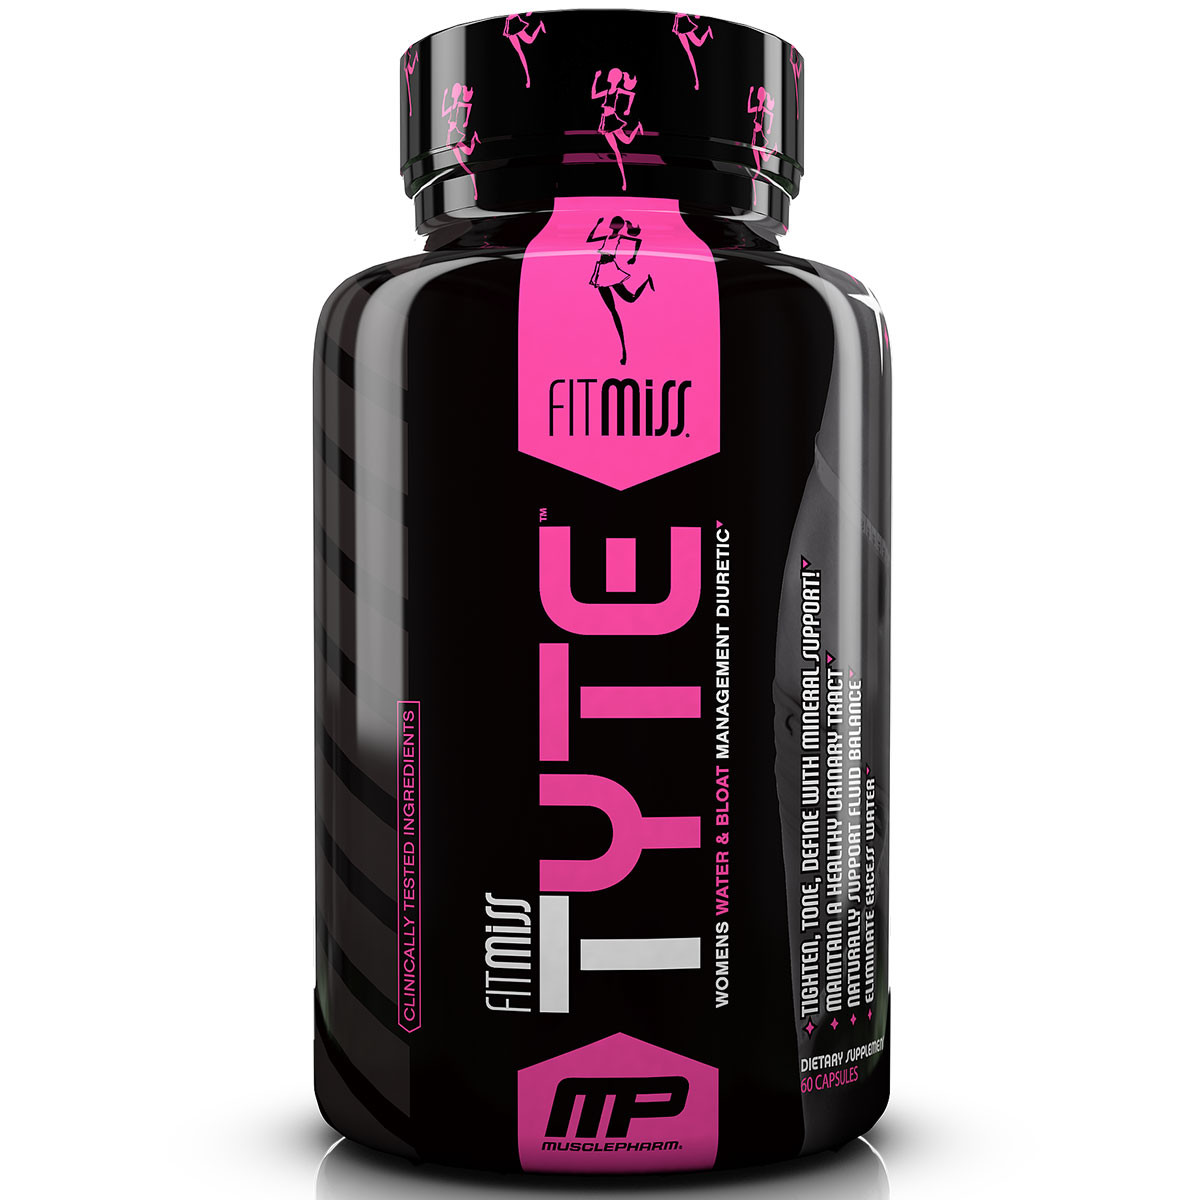 FITMISS.
CLINICALLY TESTED INGREDIENTS
FITMISS
TYTE™
WOMENS WATER & BLOAT MANAGEMENT DIURETIC
TIGHTEN, TONE, DEFINE WITH MINERAL SUPPORT!
MAINTAIN A HEALTHY URINARY TRACT
NATURALLY SUPPORT FLUID BALANCE
ELIMINATE EXCESS WATER
DIETARY SUPPLEMENT
60 CAPSULES
MP
MUSCLEPHARM®